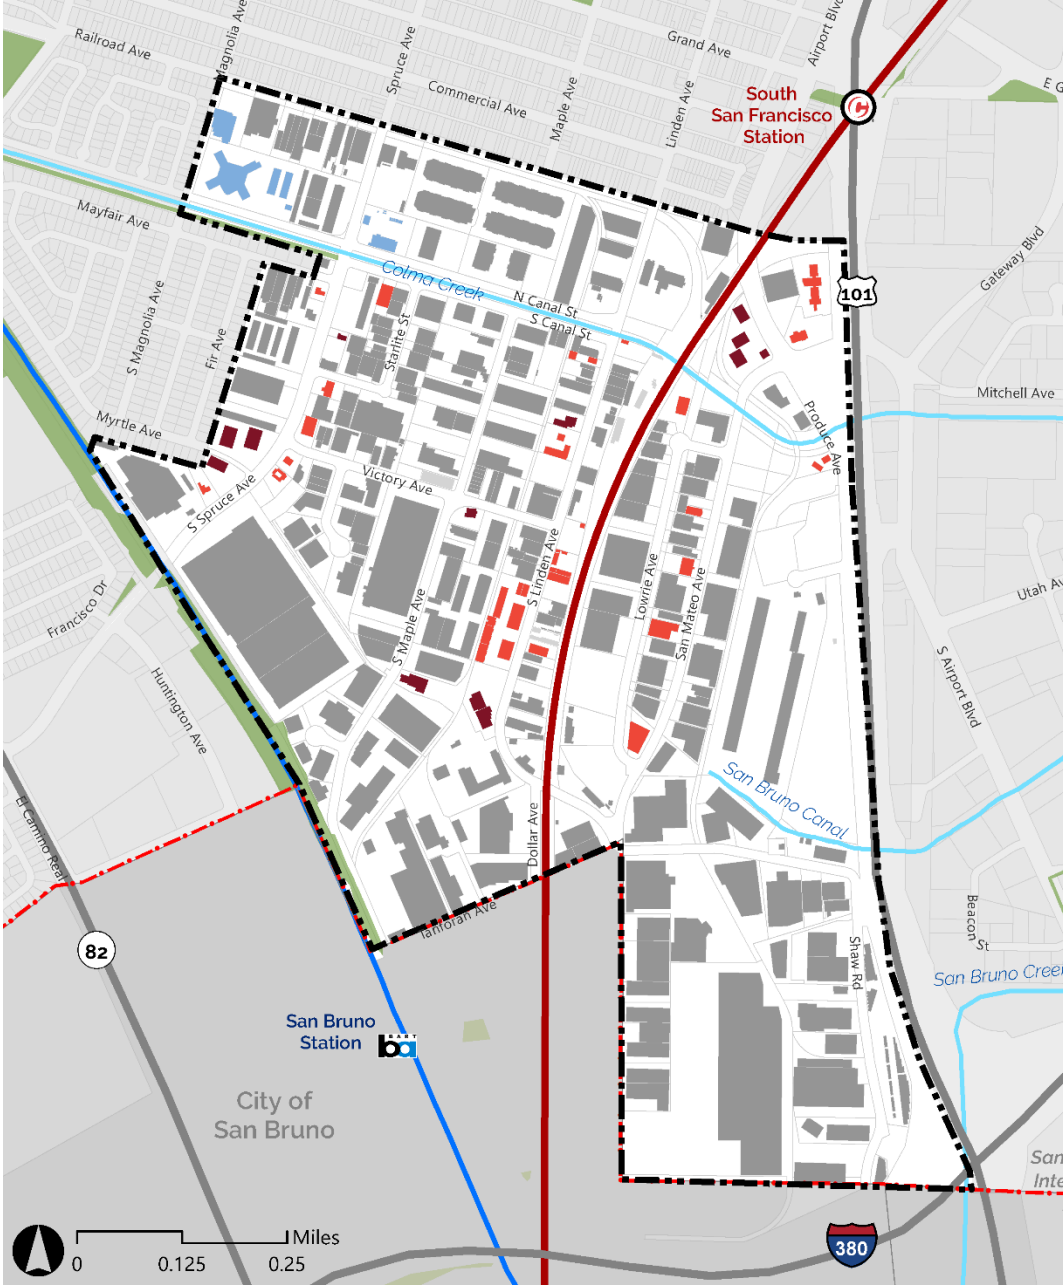 Railroad Ave
Magnolia Ave
Spruce Ave
Commercial Ave
Grand Ave
Maple Ave
Linden Ave
Airport Blvd
South
San Francisco
Station
Mayfair Ave
S Magnolia Ave
Fir Ave
Myrtle Ave
Colma Creek
N Canal St
S Canal St
Starlite St
101
Gateway Blvd
Mitchell Ave
Produce Ave
Victory Ave
S Spruce Ave
S Linden Ave
Lowrie Ave
San Mateo Ave
S Maple Ave
Francisco Dr
Huntington Ave
Utah Av
S Airport Blvd
San Bruno Canal
El Camino Real
Dollar Ave
Tanforan Ave
Beacon St
Shaw Rd
San Bruno Creek
82
San Bruno
Station
BART
ba
City of
San Bruno
San
Inte
Miles
0
0.125
0.25
380